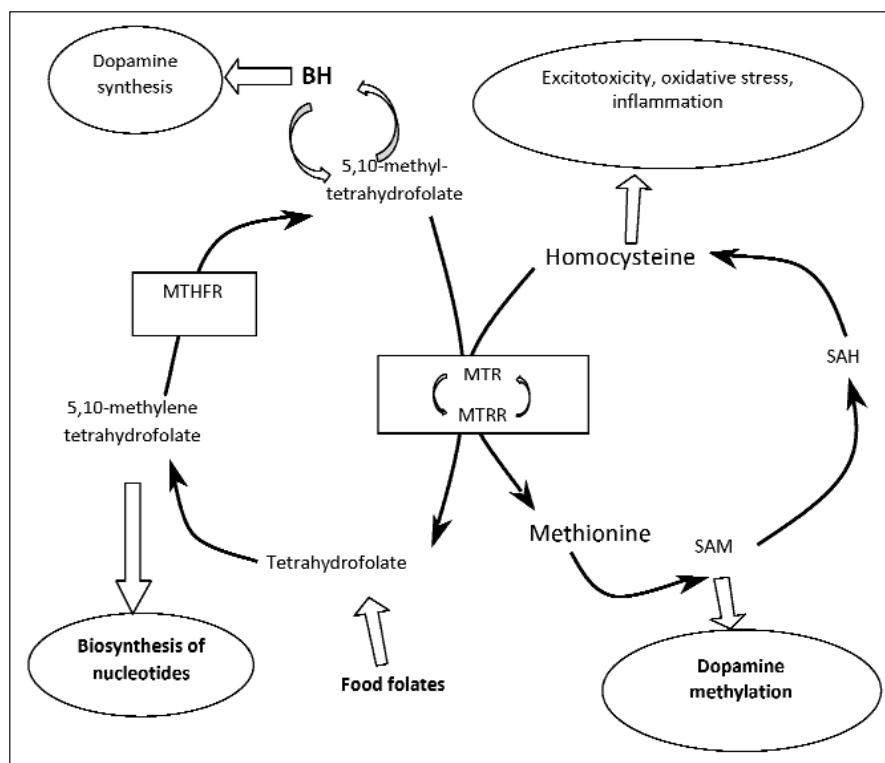 Dopamine
synthesis
BH
Excitotoxicity, oxidative stress,
inflammation
5,10-methyl-
tetrahydrofolate
Homocysteine
MTHFR
SAH
MTR
MTRR
5,10-methylene
tetrahydrofolate
Methionine
SAM
Tetrahydrofolate
Biosynthesis of
nucleotides
Food folates
Dopamine
methylation